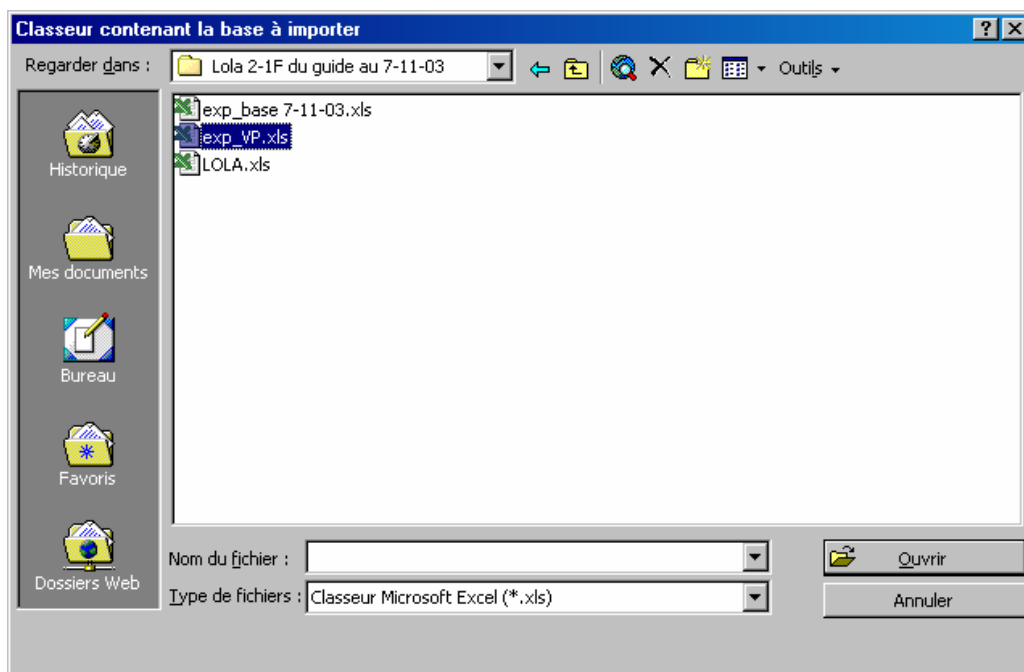 Classeur contenant la base à importer
Regarder dans : Lola 2-1F du guide au 7-11-03 Outils
exp_base 7-11-03.xls
exp_VP.xls
LOLA.xls
Historique
Mes documents
Bureau
Favoris
Dossiers Web
Nom du fichier : Ouvrir
Type de fichiers : Classeur Microsoft Excel (*.xls) Annuler